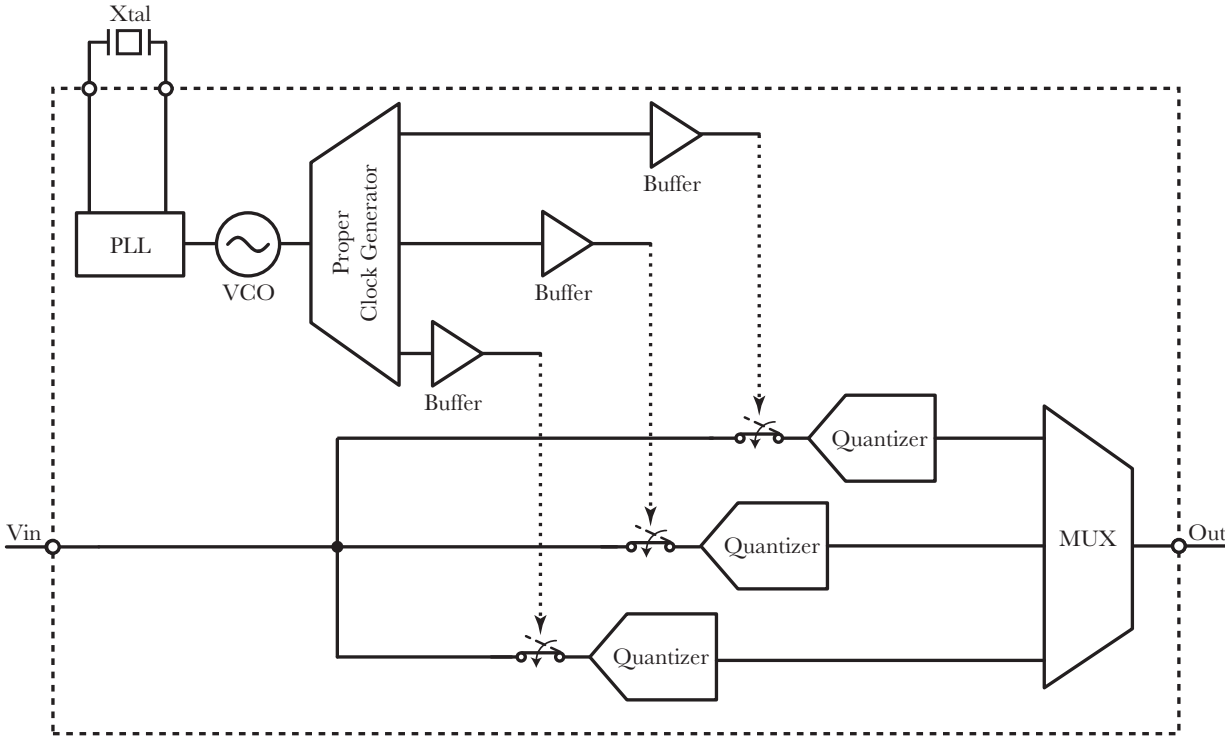 Xtal
PLL
VCO
Proper
Clock Generator
Buffer
Buffer
Buffer
Quantizer
Vin
Quantizer
MUX
Out
Quantizer